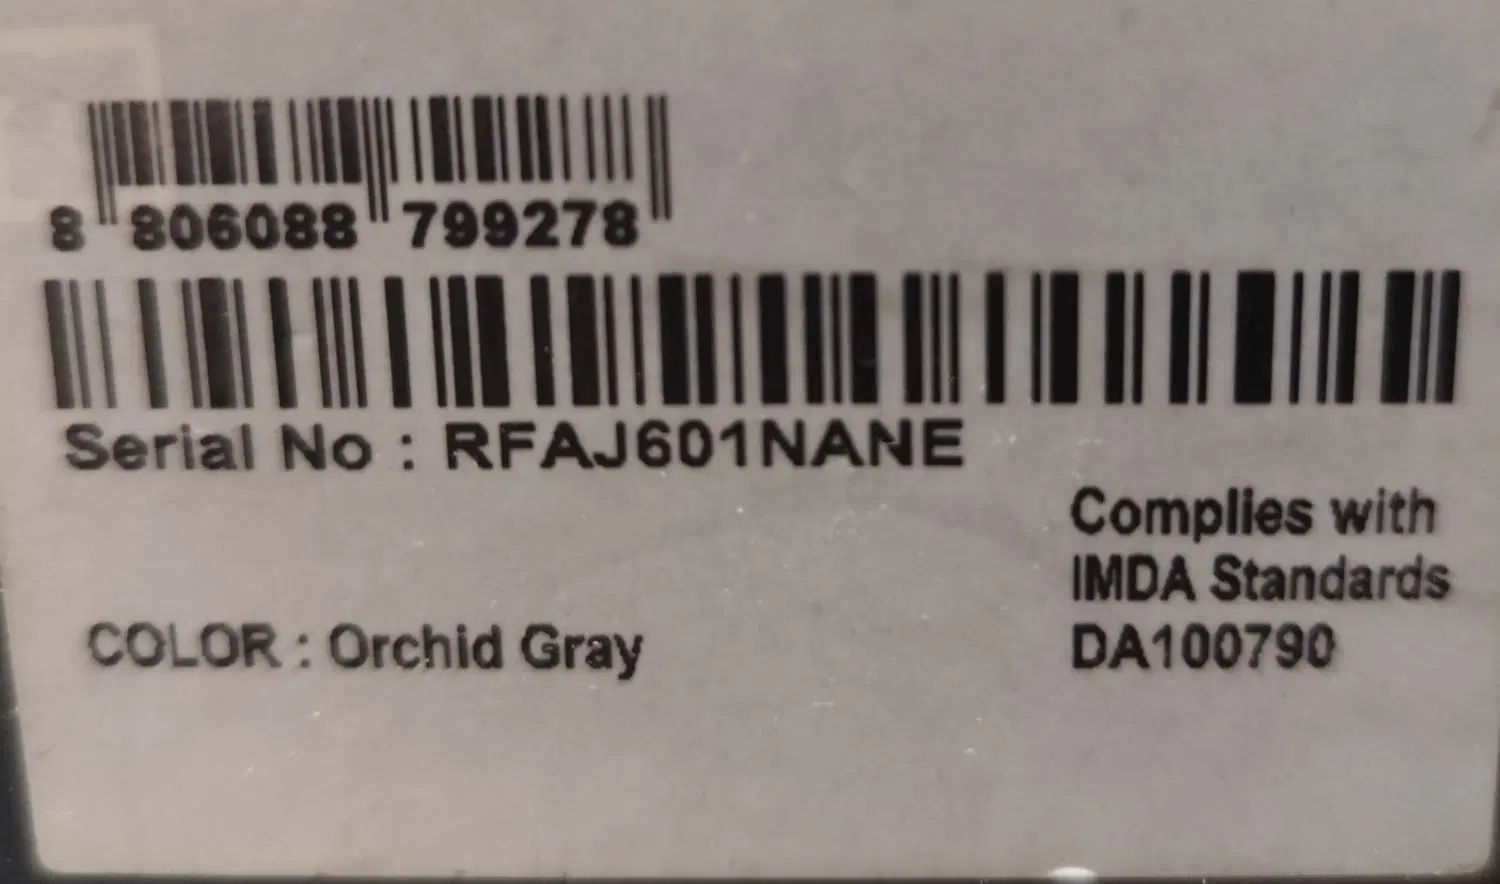 8 806088 799278
Serial No : RFAJ601NANE
Complies with
IMDA Standards
DA100790
COLOR : Orchid Gray